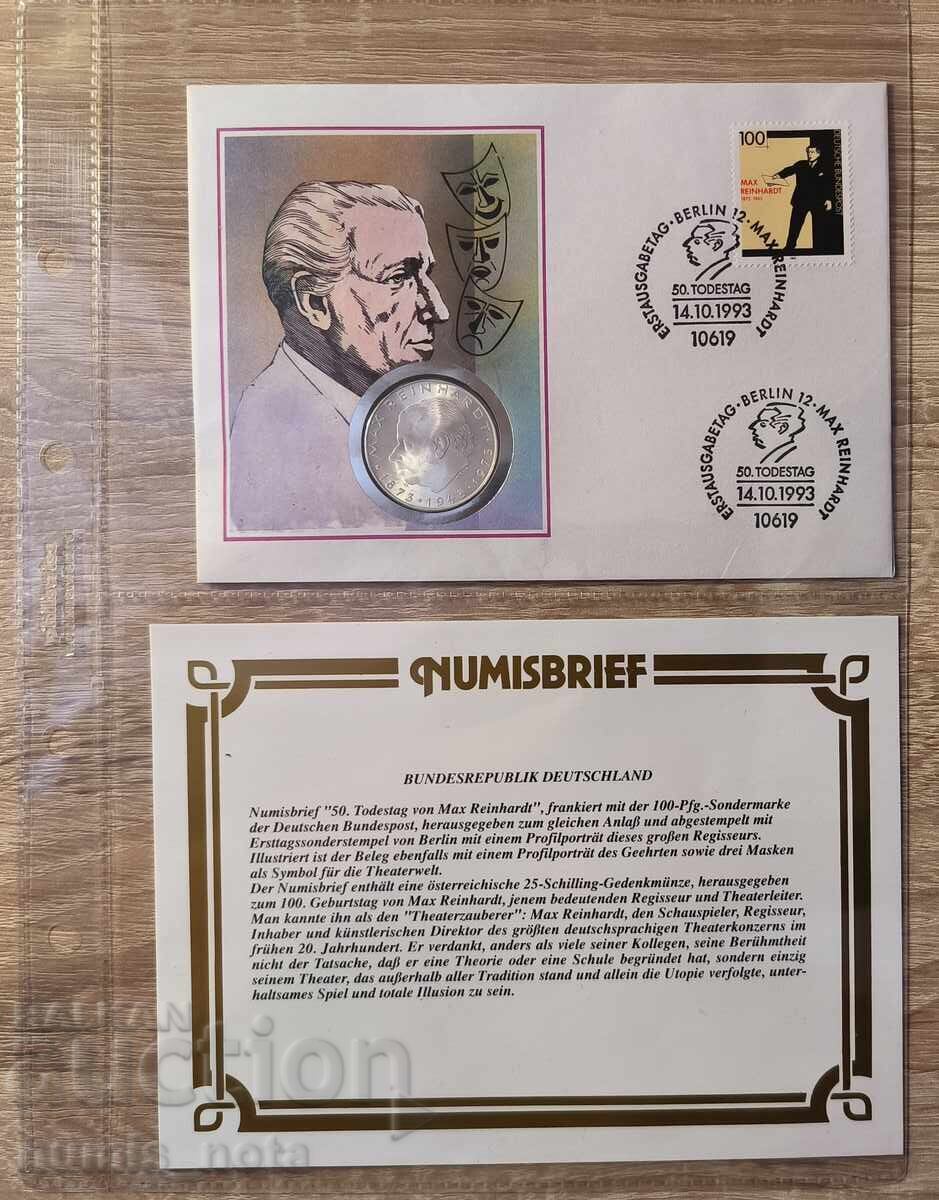 100
DEUTSCHE BUNDESPOST
MAX
REINHARDT
1873-1943
ERSTAUSGABETAG · BERLIN 12 · MAX REINHARDT
50. TODESTAG
14.10.1993
10619
MAX REINHARDT
1873 · 1943 · 1973
ERSTAUSGABETAG · BERLIN 12 · MAX REINHARDT
50. TODESTAG
14.10.1993
10619
NUMISBRIEF
BUNDESREPUBLIK DEUTSCHLAND
Numisbrief "50. Todestag von Max Reinhardt", frankiert mit der 100-Pfg.-Sondermarke
der Deutschen Bundespost, herausgegeben zum gleichen Anlaß und abgestempelt mit
Ersttagssonderstempel von Berlin mit einem Profilporträt dieses großen Regisseurs.
Illustriert ist der Beleg ebenfalls mit einem Profilporträt des Geehrten sowie drei Masken
als Symbol für die Theaterwelt.
Der Numisbrief enthält eine österreichische 25-Schilling-Gedenkmünze, herausgegeben
zum 100. Geburtstag von Max Reinhardt, jenem bedeutenden Regisseur und Theaterleiter.
Man kannte ihn als den "Theaterzauberer": Max Reinhardt, den Schauspieler, Regisseur,
Inhaber und künstlerischen Direktor des größten deutschsprachigen Theaterkonzerns im
frühen 20. Jahrhundert. Er verdankt, anders als viele seiner Kollegen, seine Berühmtheit
nicht der Tatsache, daß er eine Theorie oder eine Schule begründet hat, sondern einzig
seinem Theater, das außerhalb aller Tradition stand und allein die Utopie verfolgte, unter-
haltsames Spiel und totale Illusion zu sein.
BALKAN
auction
numis nota